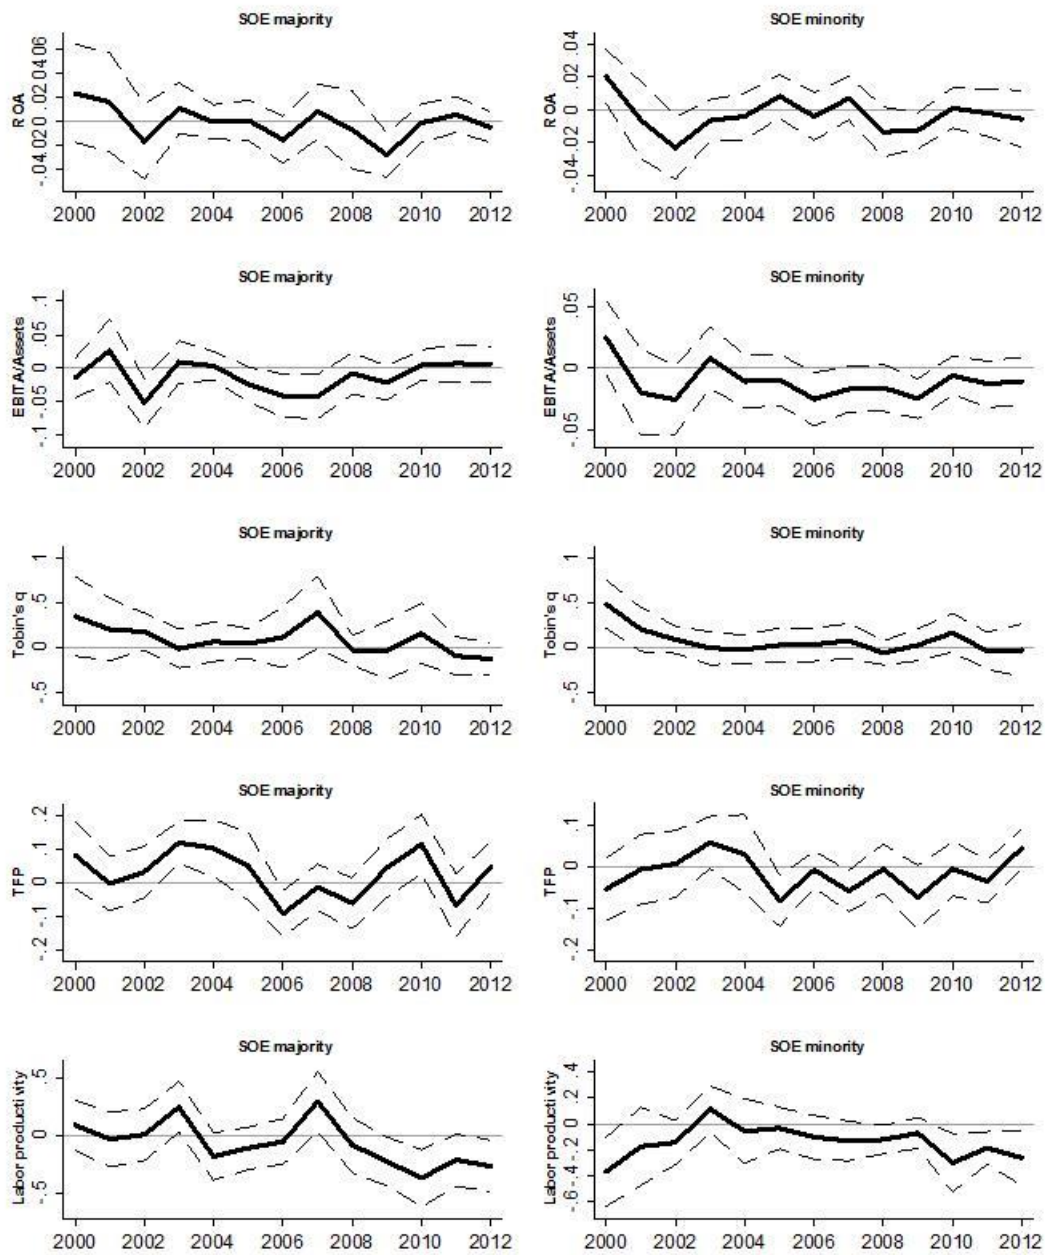 SOE majority
ROA
-.04-.02 0 .02 .04 .06
2000 2002 2004 2006 2008 2010 2012
SOE minority
ROA
-.04-.02 0 .02 .04
2000 2002 2004 2006 2008 2010 2012
SOE majority
EBITA/Assets
-.1 -.05 0 .05 .1
2000 2002 2004 2006 2008 2010 2012
SOE minority
EBITA/Assets
-.05 0 .05
2000 2002 2004 2006 2008 2010 2012
SOE majority
Tobin's q
-.5 0 .5 1
2000 2002 2004 2006 2008 2010 2012
SOE minority
Tobin's q
-.5 0 .5 1
2000 2002 2004 2006 2008 2010 2012
SOE majority
TFP
-.2 -.1 0 .1 .2
2000 2002 2004 2006 2008 2010 2012
SOE minority
TFP
-.2 -.1 0 .1
2000 2002 2004 2006 2008 2010 2012
SOE majority
Labor productivity
-.5 0 .5
2000 2002 2004 2006 2008 2010 2012
SOE minority
Labor productivity
-.6 -.4 -.2 0 .2 .4
2000 2002 2004 2006 2008 2010 2012